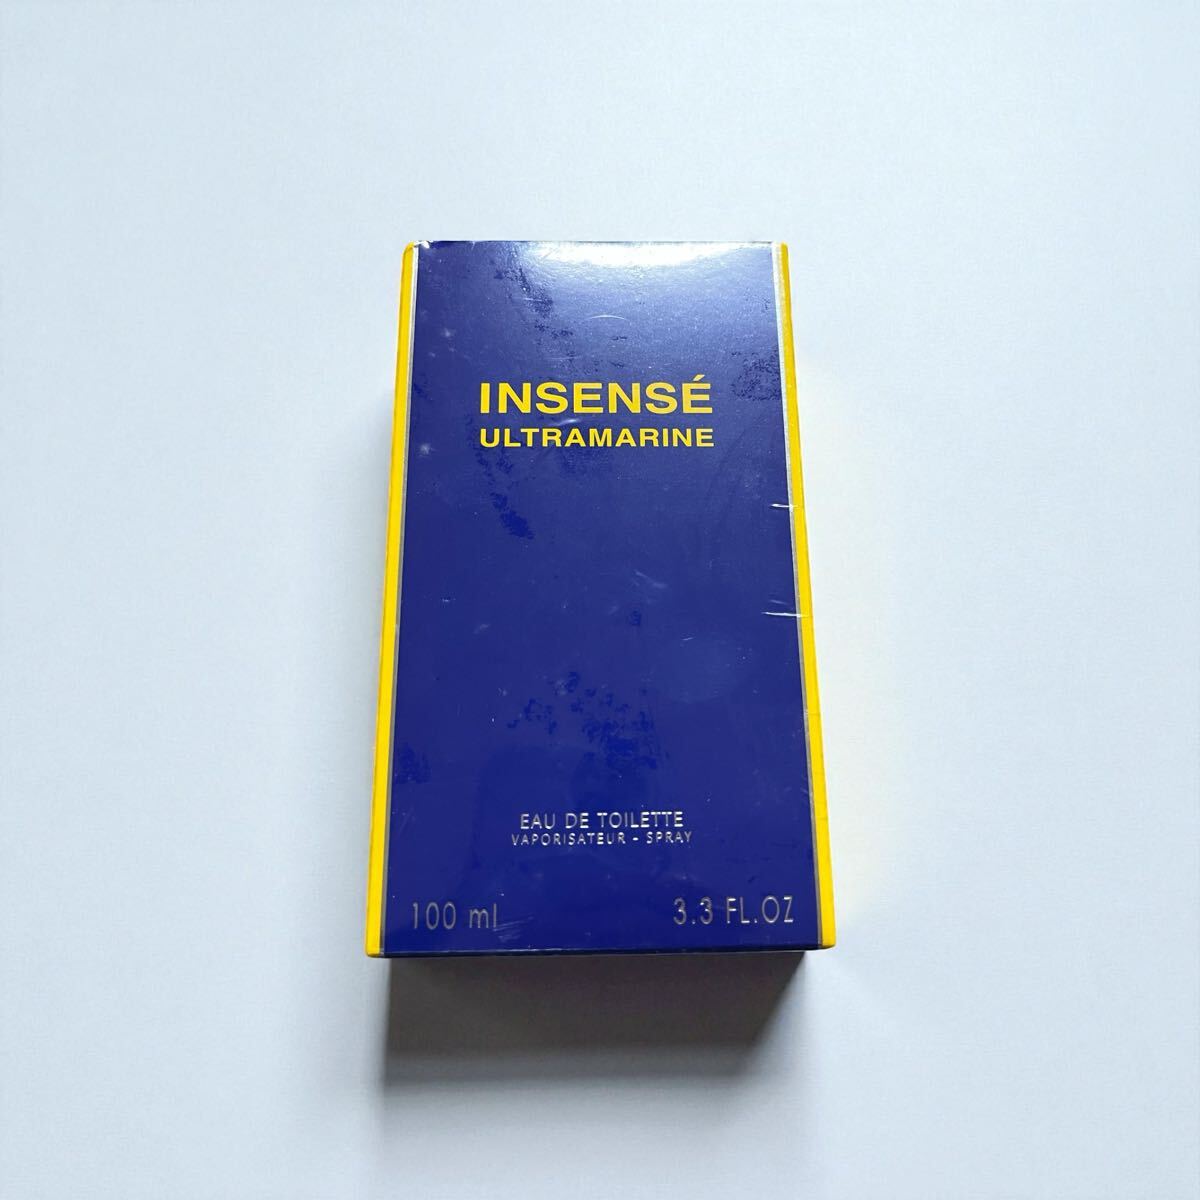 INSENSÉ
ULTRAMARINE
EAU DE TOILETTE
VAPORISATEUR - SPRAY
100 ml 3.3 FL.OZ